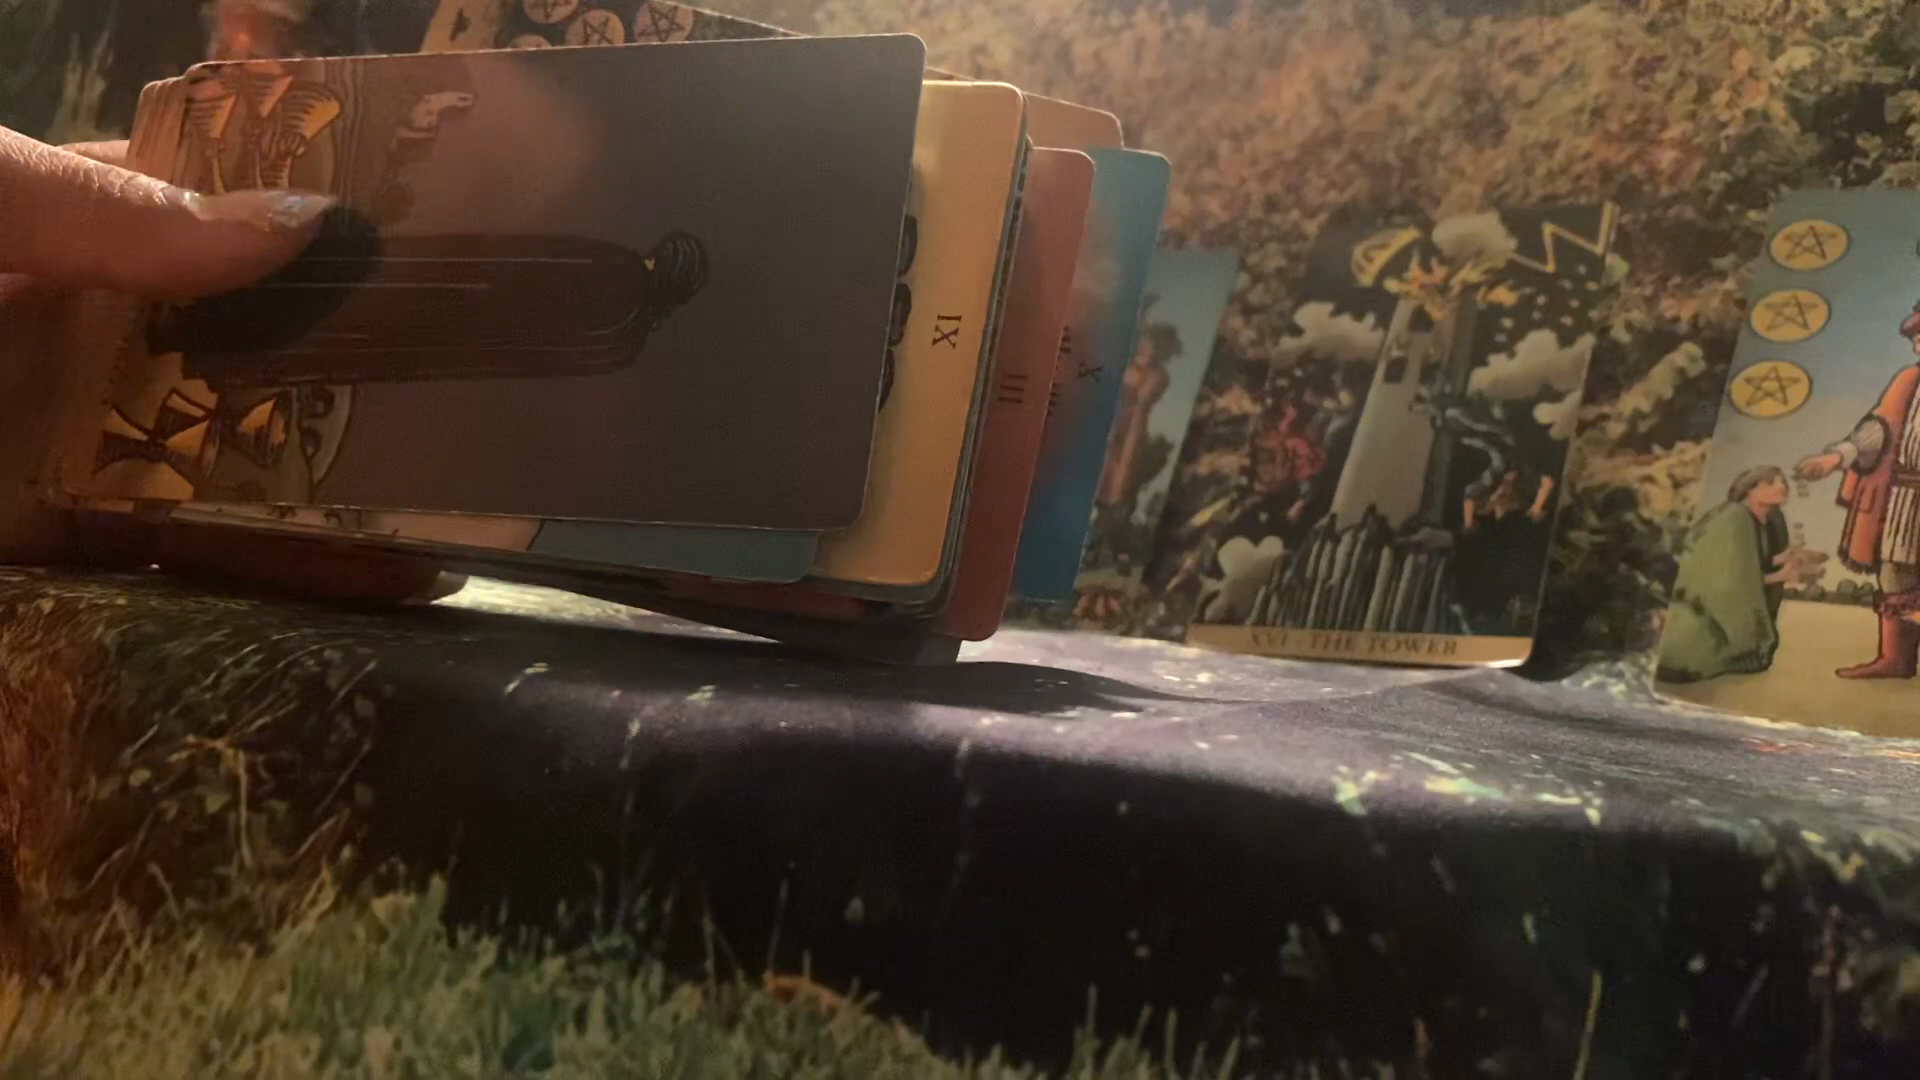 XI
III
X
XVI · THE TOWER